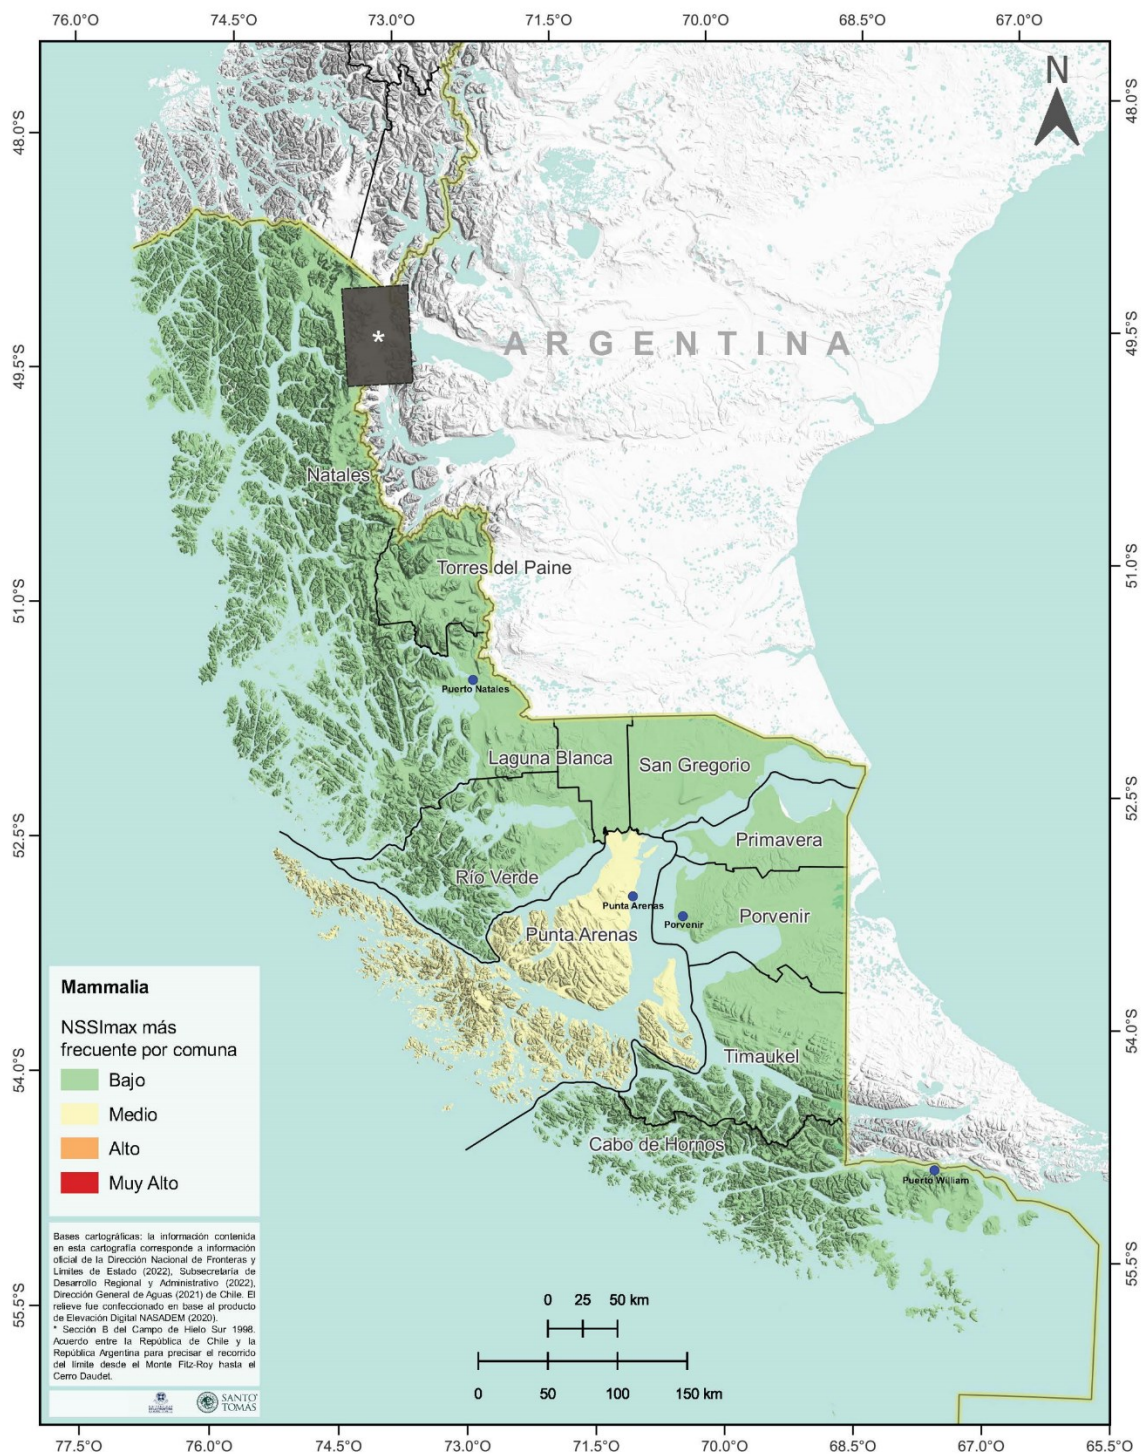 76.0°O 74.5°O 73.0°O 71.5°O 70.0°O 68.5°O 67.0°O
N
48.0°S
48.0°S
*
ARGENTINA
49.5°S
49.5°S
Natales
Torres del Paine
51.0°S
51.0°S
Puerto Natales
Laguna Blanca
San Gregorio
52.5°S
52.5°S
Primavera
Río Verde
Punta Arenas
Porvenir
Porvenir
Punta Arenas
Mammalia
NSSImax más
frecuente por comuna
Bajo
Medio
Alto
Muy Alto
54.0°S
54.0°S
Timaukel
Cabo de Hornos
Puerto William
Bases cartográficas: la información contenida
en esta cartografía corresponde a información
oficial de la Dirección Nacional de Fronteras y
Límites de Estado (2022), Subsecretaría de
Desarrollo Regional y Administrativo (2022),
Dirección General de Aguas (2021) de Chile. El
relieve fue confeccionado en base al producto
de Elevación Digital NASADEM (2020).
* Sección B del Campo de Hielo Sur 1998.
Acuerdo entre la República de Chile y la
República Argentina para precisar el recorrido
del límite desde el Monte Fitz-Roy hasta el
Cerro Daudet.
SANTO
TOMAS
55.5°S
55.5°S
0 25 50 km
0 50 100 150 km
77.5°O 76.0°O 74.5°O 73.0°O 71.5°O 70.0°O 68.5°O 67.0°O 65.5°O